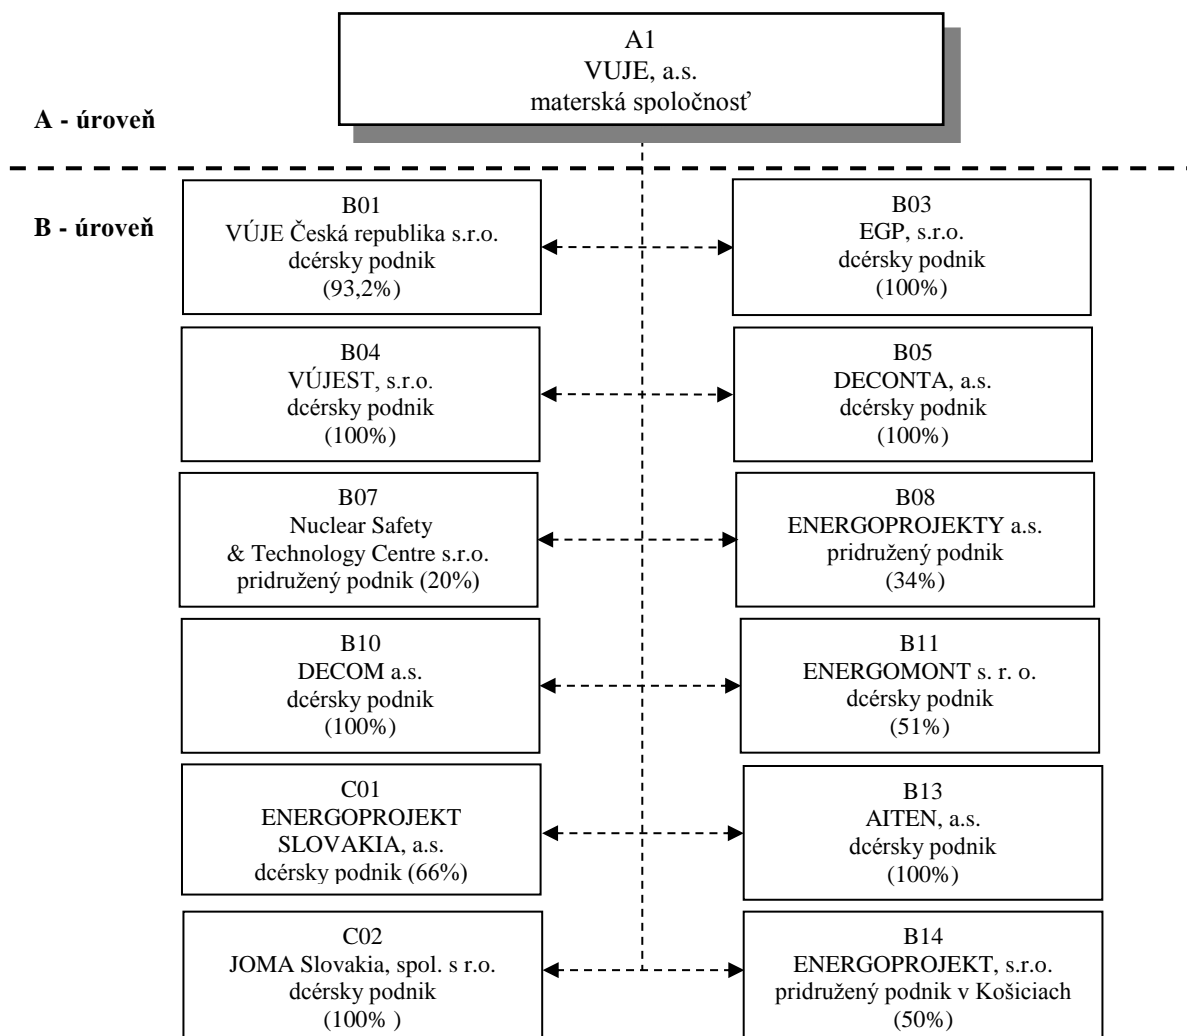 A1
VUJE, a.s.
materská spoločnosť
A - úroveň
B - úroveň
B01
VÚJE Česká republika s.r.o.
dcérsky podnik
(93,2%)
B03
EGP, s.r.o.
dcérsky podnik
(100%)
B04
VÚJEST, s.r.o.
dcérsky podnik
(100%)
B05
DECONTA, a.s.
dcérsky podnik
(100%)
B07
Nuclear Safety
& Technology Centre s.r.o.
pridružený podnik (20%)
B08
ENERGOPROJEKTY a.s.
pridružený podnik
(34%)
B10
DECOM a.s.
dcérsky podnik
(100%)
B11
ENERGOMONT s. r. o.
dcérsky podnik
(51%)
C01
ENERGOPROJEKT
SLOVAKIA, a.s.
dcérsky podnik (66%)
B13
AITEN, a.s.
dcérsky podnik
(100%)
C02
JOMA Slovakia, spol. s r.o.
dcérsky podnik
(100% )
B14
ENERGOPROJEKT, s.r.o.
pridružený podnik v Košiciach
(50%)